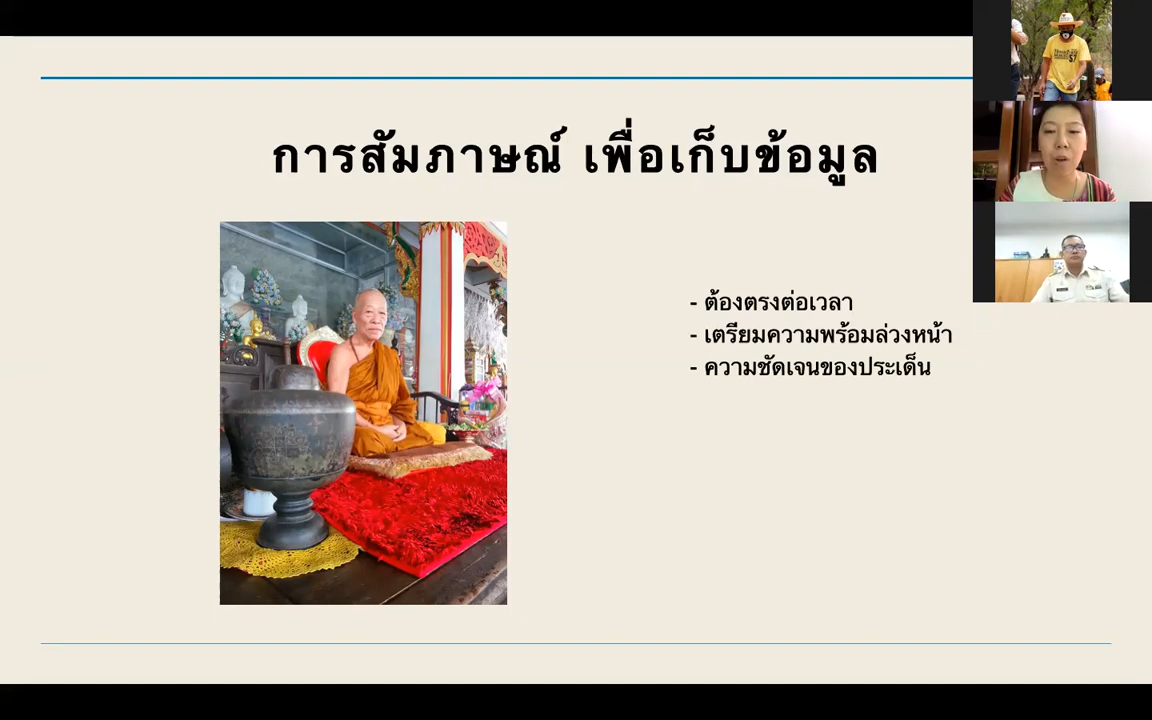 การสัมภาษณ์ เพื่อเก็บข้อมูล
- ต้องตรงต่อเวลา
- เตรียมความพร้อมล่วงหน้า
- ความชัดเจนของประเด็น